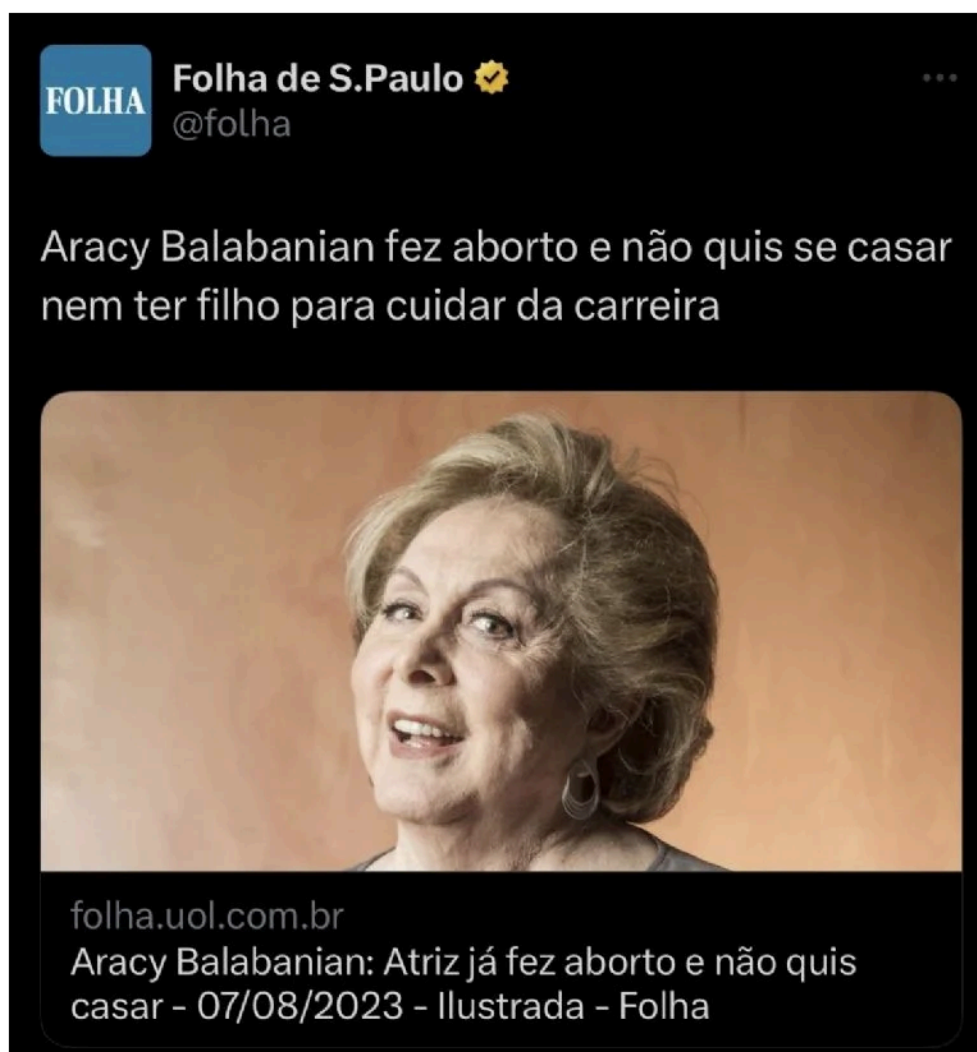 FOLHA
Folha de S.Paulo
@folha
Aracy Balabanian fez aborto e não quis se casar
nem ter filho para cuidar da carreira
folha.uol.com.br
Aracy Balabanian: Atriz já fez aborto e não quis
casar - 07/08/2023 - Ilustrada - Folha